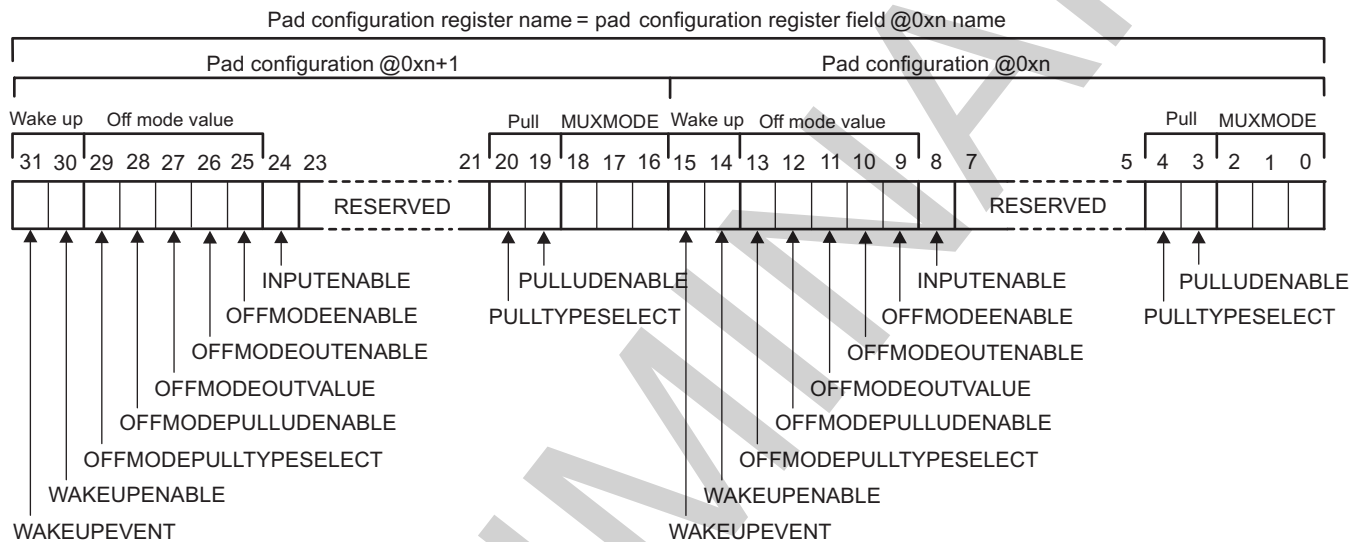 Pad configuration register name = pad configuration register field @0xn name
Pad configuration @0xn+1 Pad configuration @0xn
Wake up Off mode value Pull MUXMODE Wake up Off mode value Pull MUXMODE
31 30 29 28 27 26 25 24 23 21 20 19 18 17 16 15 14 13 12 11 10 9 8 7 5 4 3 2 1 0
RESERVED RESERVED
INPUTENABLE PULLUDENABLE INPUTENABLE PULLUDENABLE
OFFMODEENABLE PULLTYPESELECT OFFMODEENABLE PULLTYPESELECT
OFFMODEOUTENABLE OFFMODEOUTENABLE
OFFMODEOUTVALUE OFFMODEOUTVALUE
OFFMODEPULLUDENABLE OFFMODEPULLUDENABLE
OFFMODEPULLTYPESELECT OFFMODEPULLTYPESELECT
WAKEUPENABLE WAKEUPENABLE
WAKEUPEVENT WAKEUPEVENT